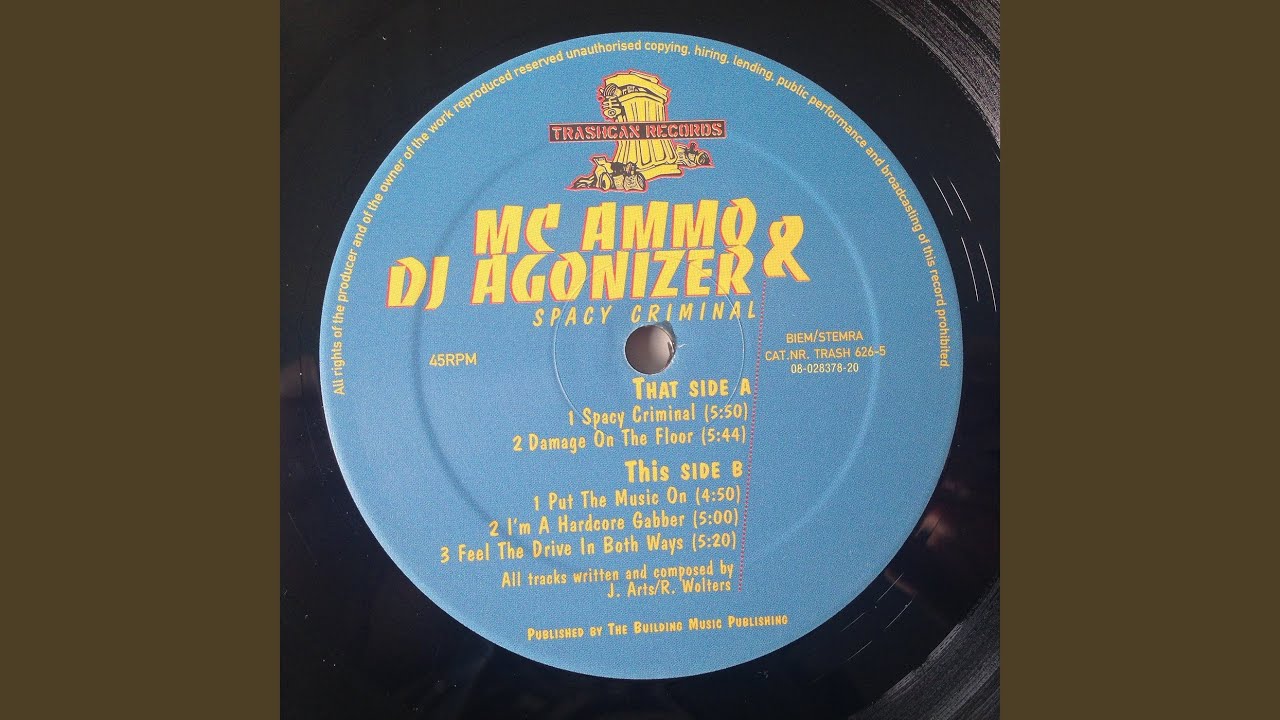 All rights of the producer and of the owner of the work reproduced reserved unauthorised copying, hiring, lending, public performance and broadcasting of this record prohibited.
TRASHCAN RECORDS
MC AMMO &
DJ AGONIZER
SPACY CRIMINAL
45RPM
BIEM/STEMRA
CAT.NR. TRASH 626-5
08-028378-20
THAT SIDE A
1 Spacy Criminal (5:50)
2 Damage On The Floor (5:44)
This SIDE B
1 Put The Music On (4:50)
2 I'm A Hardcore Gabber (5:00)
3 Feel The Drive In Both Ways (5:20)
All tracks written and composed by
J. Arts/R. Wolters
PUBLISHED BY THE BUILDING MUSIC PUBLISHING